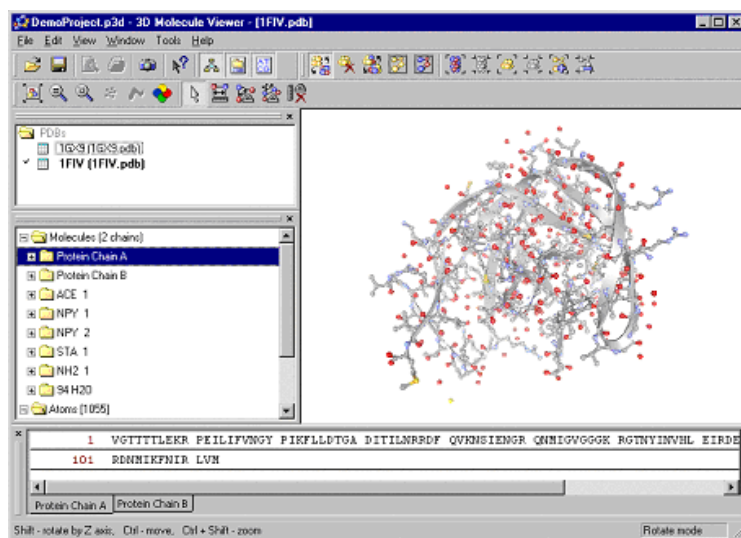 DemoProject.p3d - 3D Molecule Viewer - [1FIV.pdb]
File Edit View Window Tools Help
PDBs
1GX9 (1GX9.pdb)
1FIV (1FIV.pdb)
Molecules (2 chains)
Protein Chain A
Protein Chain B
ACE 1
NPY 1
NPY 2
STA 1
NH2 1
94 H2O
Atoms [1055]
1 VGTTTTLEKR PEILIFVNGY PIKFLLDTGA DITILNRRDF QVKNSIENGR QNMIGVGGGK RGTNYINVHL EIRDE
101 RDNMIKFNIR LVM
Protein Chain A Protein Chain B
Shift - rotate by Z axis, Ctrl - move, Ctrl + Shift - zoom Rotate mode